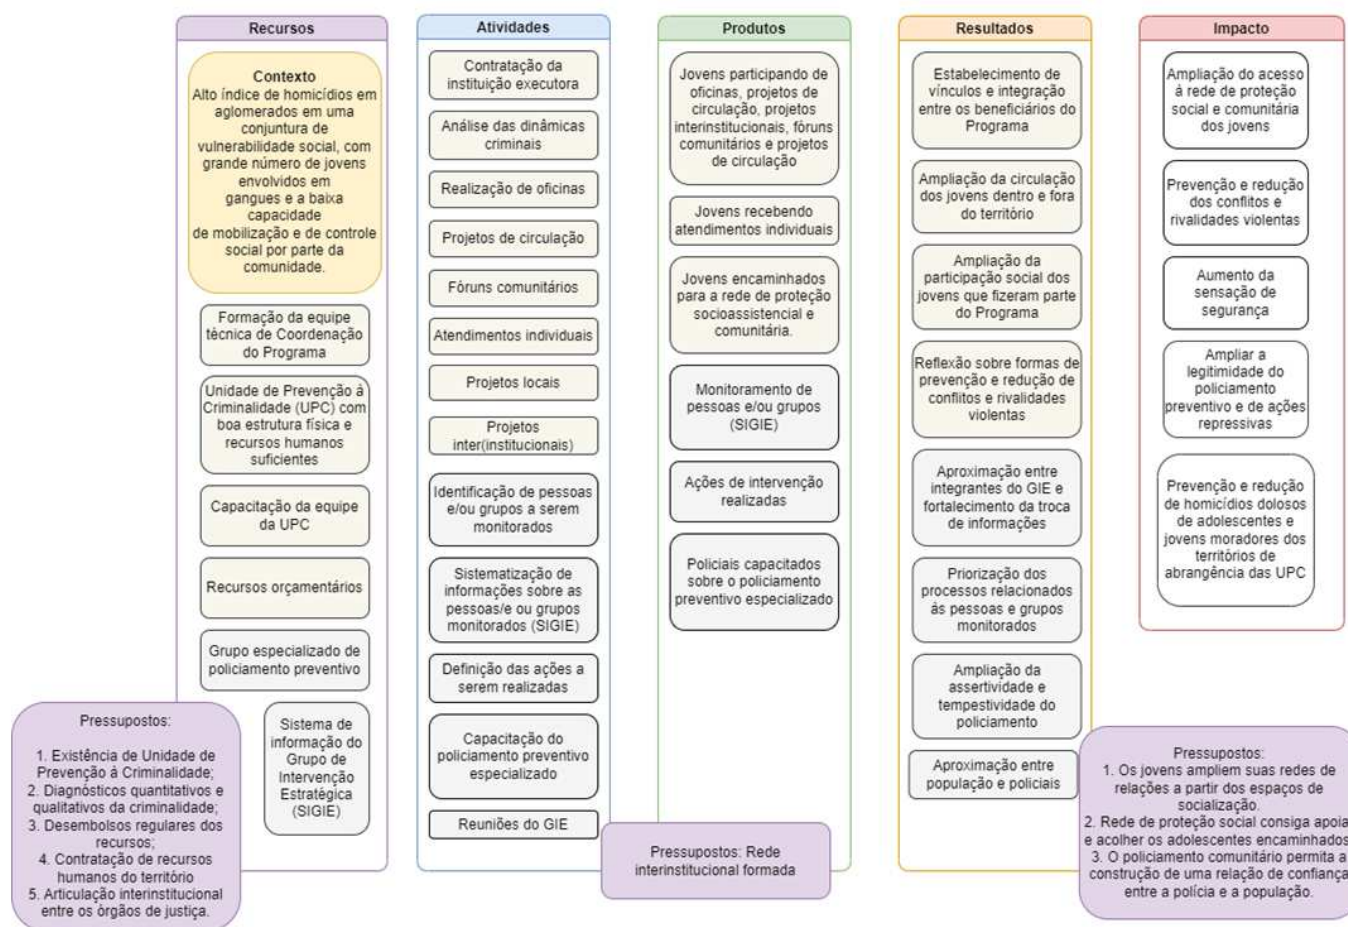 Recursos
Contexto
Alto índice de homicídios em
aglomerados em uma
conjuntura de
vulnerabilidade social, com
grande número de jovens
envolvidos em
gangues e a baixa
capacidade
de mobilização e de controle
social por parte da
comunidade.
Formação da equipe
técnica de Coordenação
do Programa
Unidade de Prevenção à
Criminalidade (UPC) com
boa estrutura física e
recursos humanos
suficientes
Capacitação da equipe
da UPC
Recursos orçamentários
Grupo especializado de
policiamento preventivo
Sistema de
informação do
Grupo de
Intervenção
Estratégica
(SIGIE)
Pressupostos:
1. Existência de Unidade de
Prevenção à Criminalidade;
2. Diagnósticos quantitativos e
qualitativos da criminalidade;
3. Desembolsos regulares dos
recursos;
4. Contratação de recursos
humanos do território
5. Articulação interinstitucional
entre os órgãos de justiça.
Atividades
Contratação da
instituição executora
Análise das dinâmicas
criminais
Realização de oficinas
Projetos de circulação
Fóruns comunitários
Atendimentos individuais
Projetos locais
Projetos
inter(institucionais)
Identificação de pessoas
e/ou grupos a serem
monitorados
Sistematização de
informações sobre as
pessoas/e ou grupos
monitorados (SIGIE)
Definição das ações a
serem realizadas
Capacitação do
policiamento preventivo
especializado
Reuniões do GIE
Produtos
Jovens participando de
oficinas, projetos de
circulação, projetos
interinstitucionais, fóruns
comunitários e projetos
de circulação
Jovens recebendo
atendimentos individuais
Jovens encaminhados
para a rede de proteção
socioassistencial e
comunitária.
Monitoramento de
pessoas e/ou grupos
(SIGIE)
Ações de intervenção
realizadas
Policiais capacitados
sobre o policiamento
preventivo especializado
Pressupostos: Rede
interinstitucional formada
Resultados
Estabelecimento de
vínculos e integração
entre os beneficiários do
Programa
Ampliação da circulação
dos jovens dentro e fora
do território
Ampliação da
participação social dos
jovens que fizeram parte
do Programa
Reflexão sobre formas de
prevenção e redução de
conflitos e rivalidades
violentas
Aproximação entre
integrantes do GIE e
fortalecimento da troca
de informações
Priorização dos
processos relacionados
às pessoas e grupos
monitorados
Ampliação da
assertividade e
tempestividade do
policiamento
Aproximação entre
população e policiais
Impacto
Ampliação do acesso
à rede de proteção
social e comunitária
dos jovens
Prevenção e redução
dos conflitos e
rivalidades violentas
Aumento da
sensação de
segurança
Ampliar a
legitimidade do
policiamento
preventivo e de ações
repressivas
Prevenção e redução
de homicídios dolosos
de adolescentes e
jovens moradores dos
territórios de
abrangência das UPC
Pressupostos:
1. Os jovens ampliem suas redes de
relações a partir dos espaços de
socialização.
2. Rede de proteção social consiga apoia
e acolher os adolescentes encaminhados
3. O policiamento comunitário permita a
construção de uma relação de confiança
entre a polícia e a população.